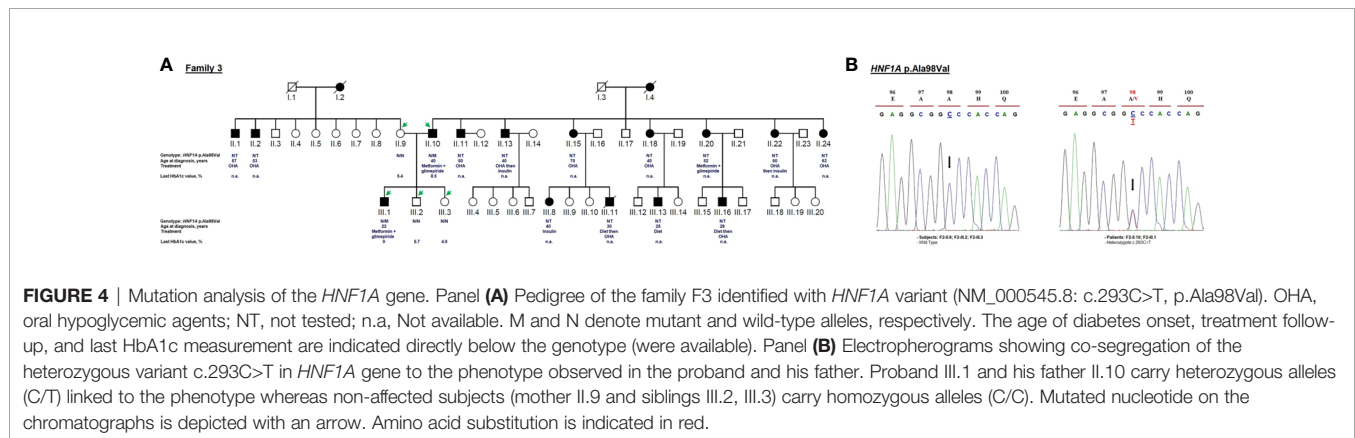 A Family 3
I.1 I.2 I.3 I.4
II.1 II.2 II.3 II.4 II.5 II.6 II.7 II.8 II.9 II.10 II.11 II.12 II.13 II.14 II.15 II.16 II.17 II.18 II.19 II.20 II.21 II.22 II.23 II.24
Genotype: HNF1A p.Ala98Val NT NT N/N N/M NT NT NT NT NT NT NT
Age at diagnosis, years 57 53 40 50 40 70 40 52 60 52
Treatment OHA OHA Metformin + glimepiride OHA OHA then insulin OHA OHA Metformin + glimepiride OHA then insulin OHA
Last HbA1c value, % n.a. n.a. 5.4 6.5 n.a. n.a. n.a. n.a. n.a. n.a. n.a.
III.1 III.2 III.3 III.4 III.5 III.6 III.7 III.8 III.9 III.10 III.11 III.12 III.13 III.14 III.15 III.16 III.17 III.18 III.19 III.20
Genotype: HNF1A p.Ala98Val N/M N/N N/N NT NT NT NT
Age at diagnosis, years 22 40 30 25 29
Treatment Metformin + glimepiride Insulin Diet then OHA Diet Diet then OHA
Last HbA1c value, % 9 5.7 4.9 n.a. n.a. n.a. n.a.
B HNF1A p.Ala98Val
96 97 98 99 100
E A A H Q
G A G G C G G C C C A C C A G
- Subjects: F2-II.9; F2-III.2; F2-III.3
- Wild Type
96 97 98 99 100
E A A/V H Q
G A G G C G G C C C A C C A G
T
- Patients: F2-II.10; F2-III.1
- Heterozygote c.293C>T
FIGURE 4 | Mutation analysis of the HNF1A gene. Panel (A) Pedigree of the family F3 identified with HNF1A variant (NM_000545.8: c.293C>T, p.Ala98Val). OHA,
oral hypoglycemic agents; NT, not tested; n.a, Not available. M and N denote mutant and wild-type alleles, respectively. The age of diabetes onset, treatment follow-
up, and last HbA1c measurement are indicated directly below the genotype (were available). Panel (B) Electropherograms showing co-segregation of the
heterozygous variant c.293C>T in HNF1A gene to the phenotype observed in the proband and his father. Proband III.1 and his father II.10 carry heterozygous alleles
(C/T) linked to the phenotype whereas non-affected subjects (mother II.9 and siblings III.2, III.3) carry homozygous alleles (C/C). Mutated nucleotide on the
chromatographs is depicted with an arrow. Amino acid substitution is indicated in red.